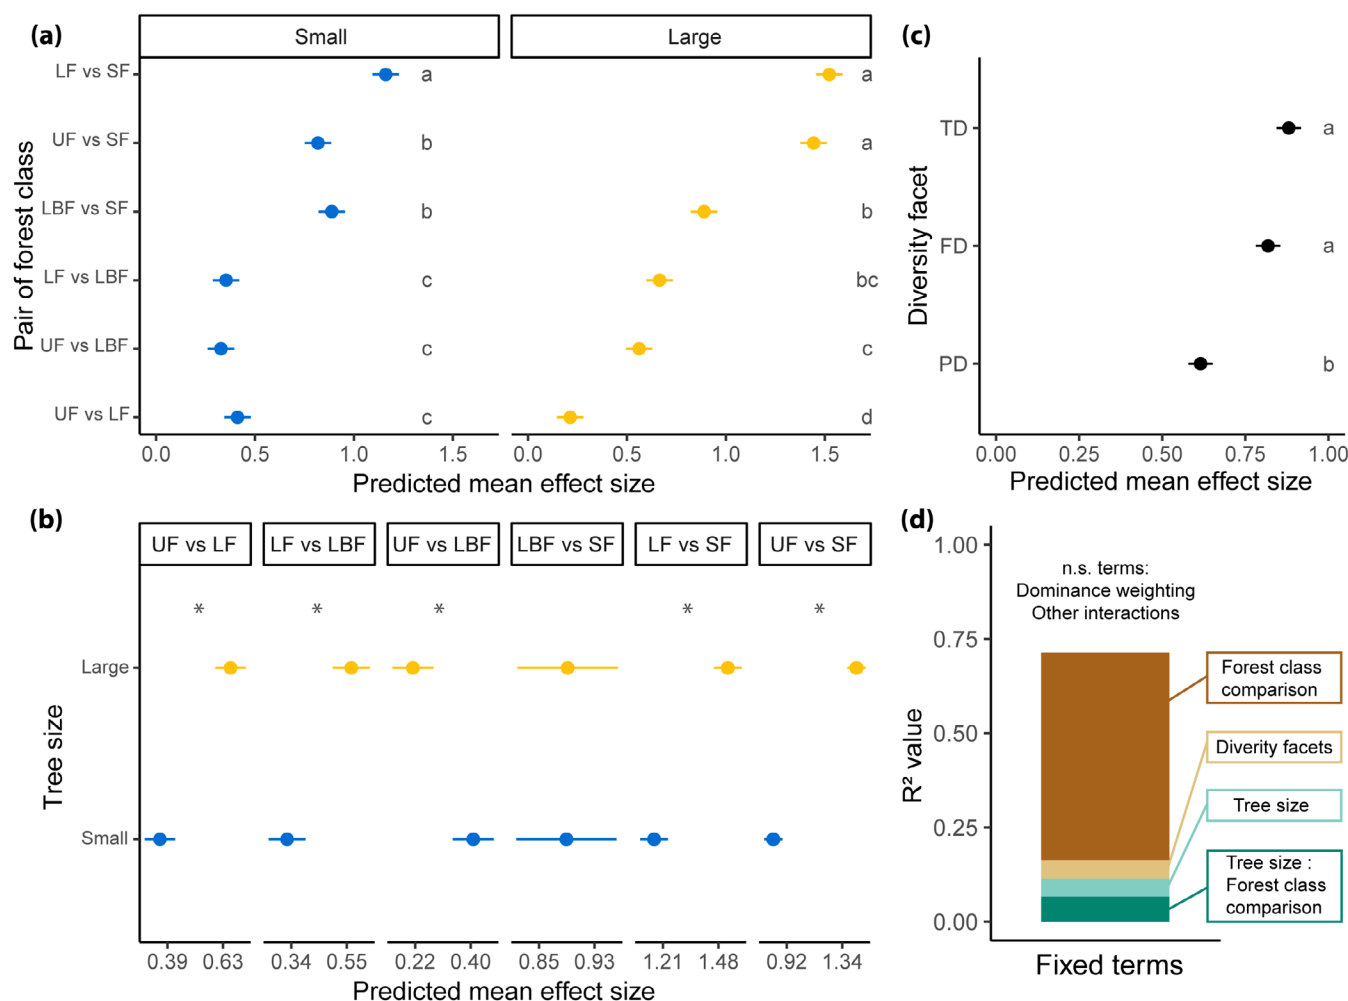 (a)
Small
Large
Pair of forest class
LF vs SF
a
a
UF vs SF
b
a
LBF vs SF
b
b
LF vs LBF
c
bc
UF vs LBF
c
c
UF vs LF
c
d
0.0 0.5 1.0 1.5
0.0 0.5 1.0 1.5
Predicted mean effect size
(c)
Diversity facet
TD
a
FD
a
PD
b
0.00 0.25 0.50 0.75 1.00
Predicted mean effect size
(b)
UF vs LF
LF vs LBF
UF vs LBF
LBF vs SF
LF vs SF
UF vs SF
* * * * *
Tree size
Large
Small
0.39 0.63
0.34 0.55
0.22 0.40
0.85 0.93
1.21 1.48
0.92 1.34
Predicted mean effect size
(d)
R² value
1.00
0.75
0.50
0.25
0.00
n.s. terms:
Dominance weighting
Other interactions
Forest class
comparison
Diverity facets
Tree size
Tree size :
Forest class
comparison
Fixed terms